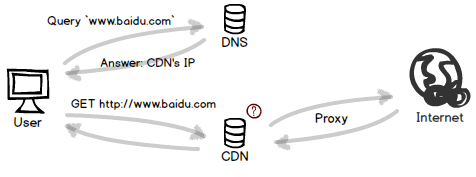 Query `www.baidu.com`
DNS
Answer: CDN's IP
User
GET http://www.baidu.com
?
CDN
Proxy
Internet